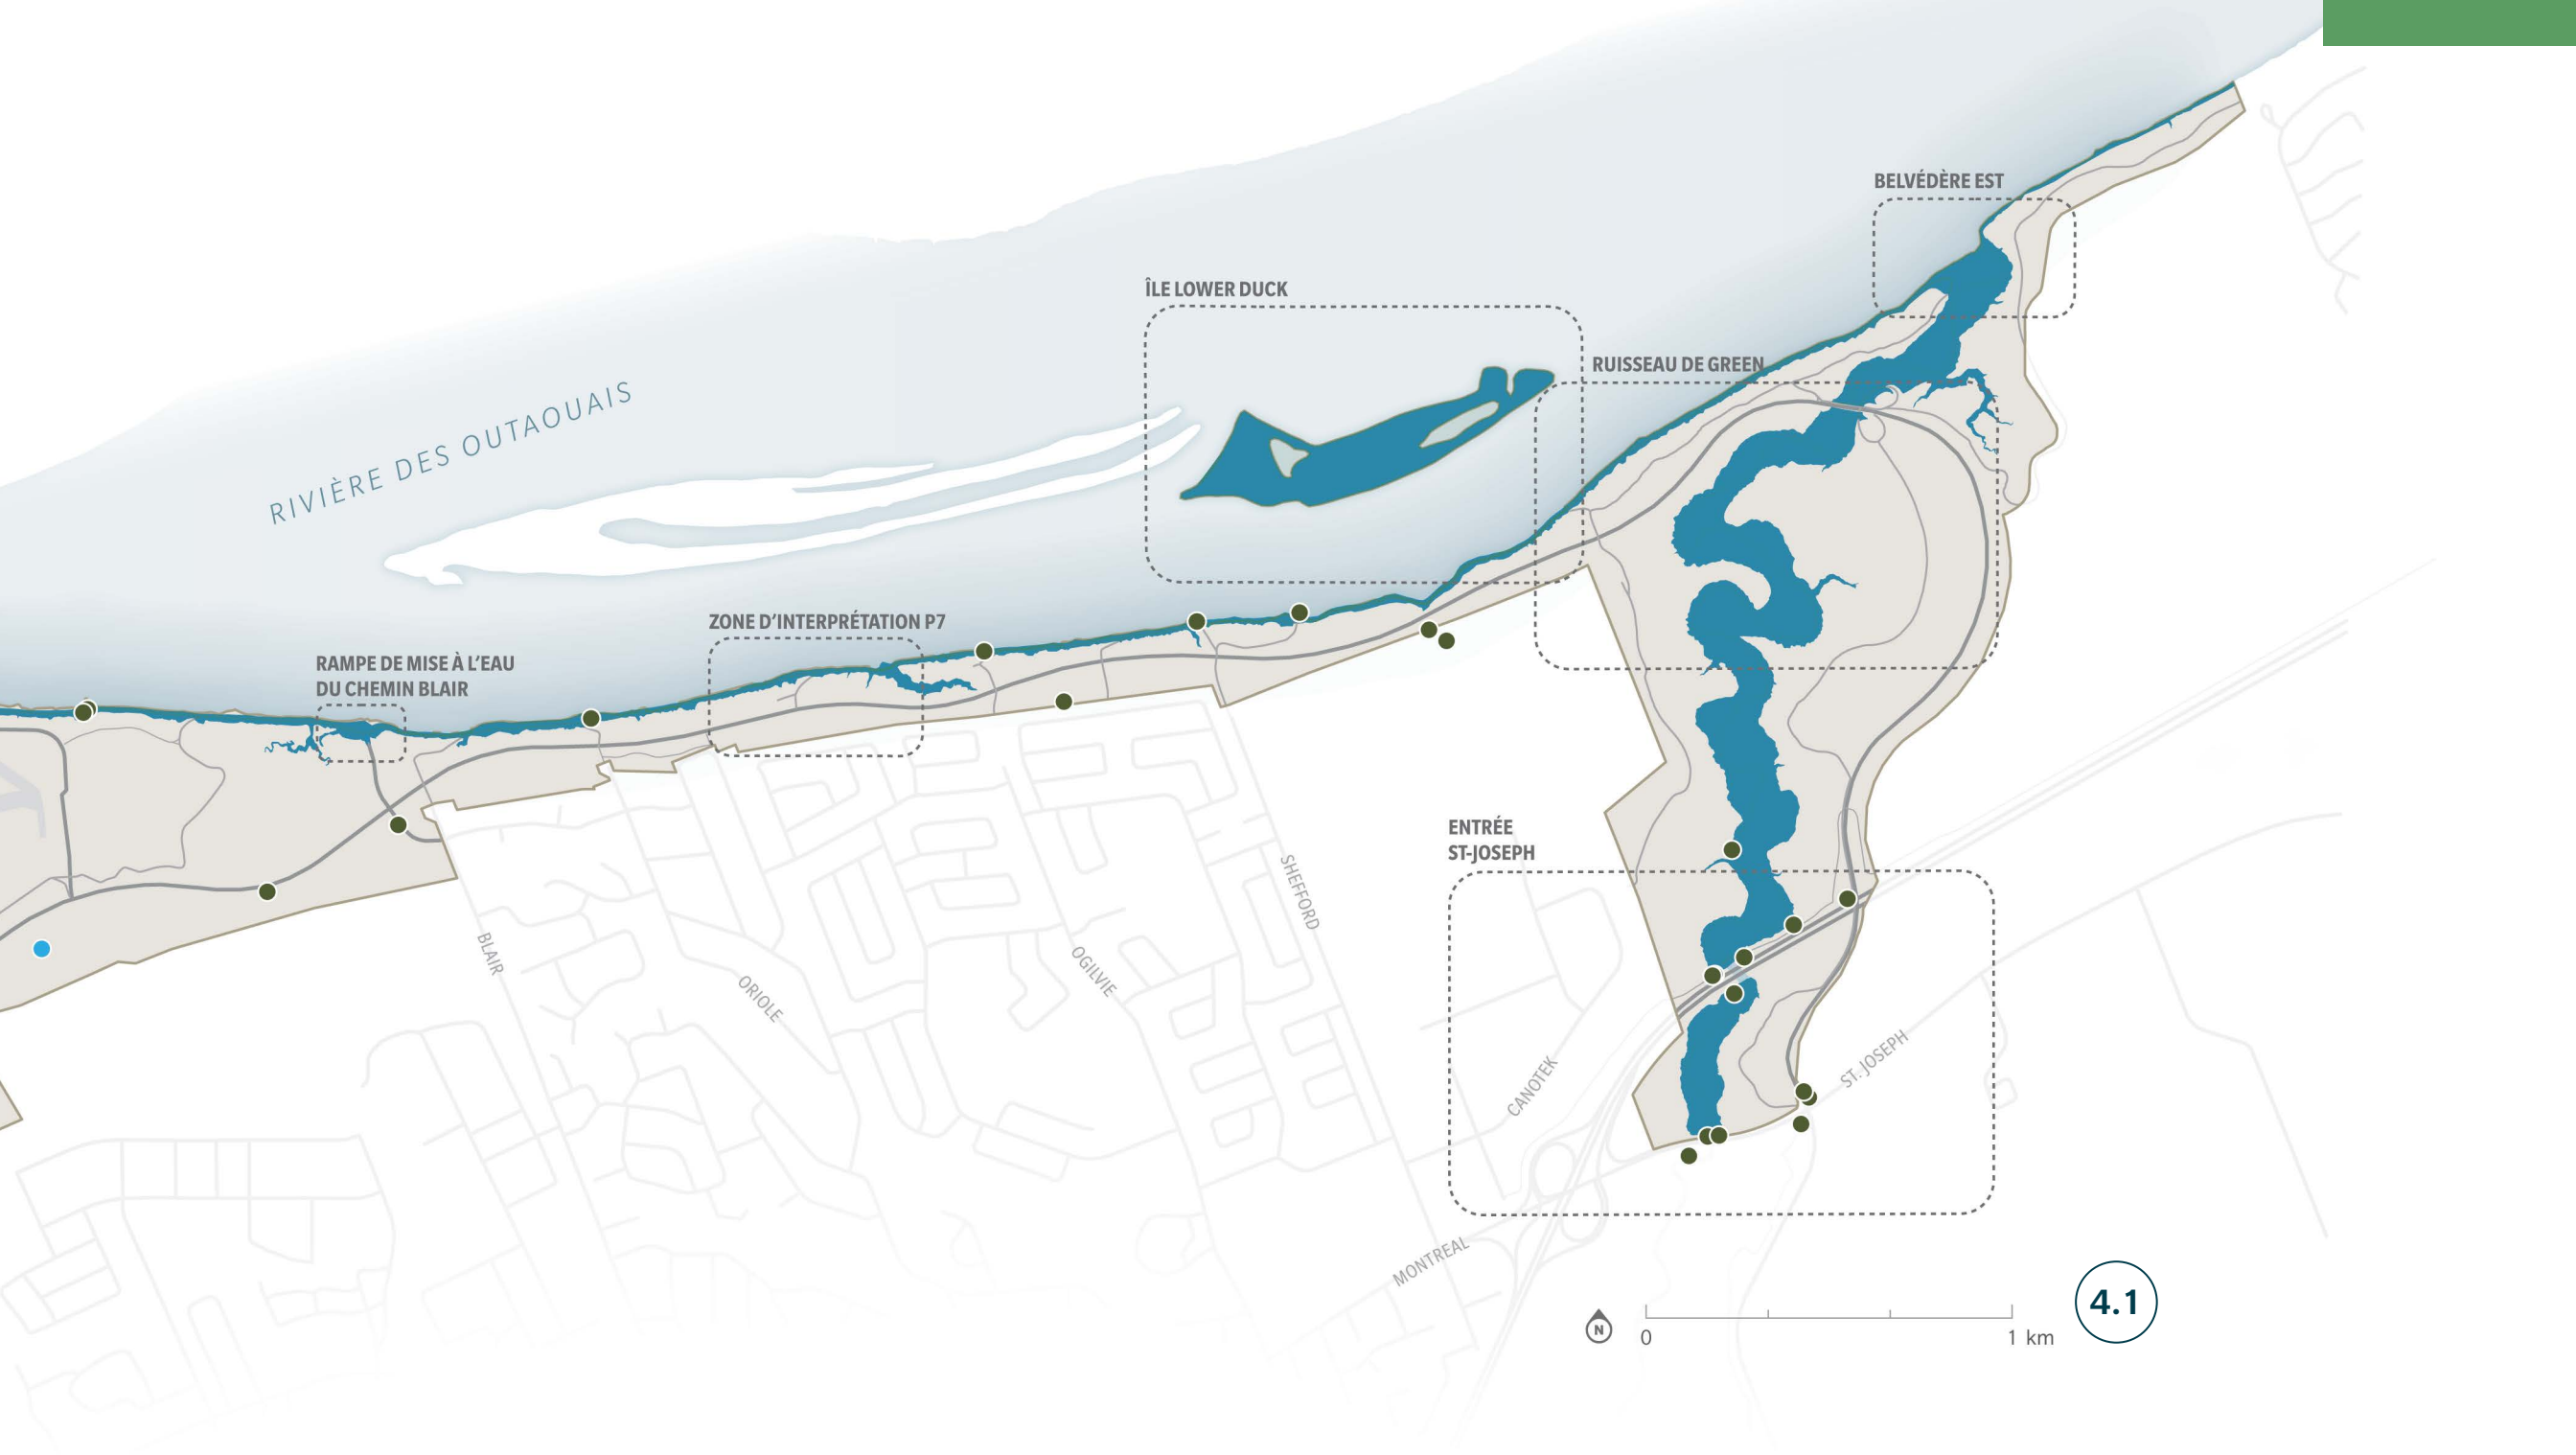 BELVÉDÈRE EST
ÎLE LOWER DUCK
RUISSEAU DE GREEN
RIVIÈRE DES OUTAOUAIS
ZONE D’INTERPRÉTATION P7
RAMPE DE MISE À L’EAU
DU CHEMIN BLAIR
ENTRÉE
ST-JOSEPH
SHEFFORD
BLAIR
OGILVIE
ORIOLE
CANOTEK
ST. JOSEPH
MONTREAL
4.1
N
0
1 km